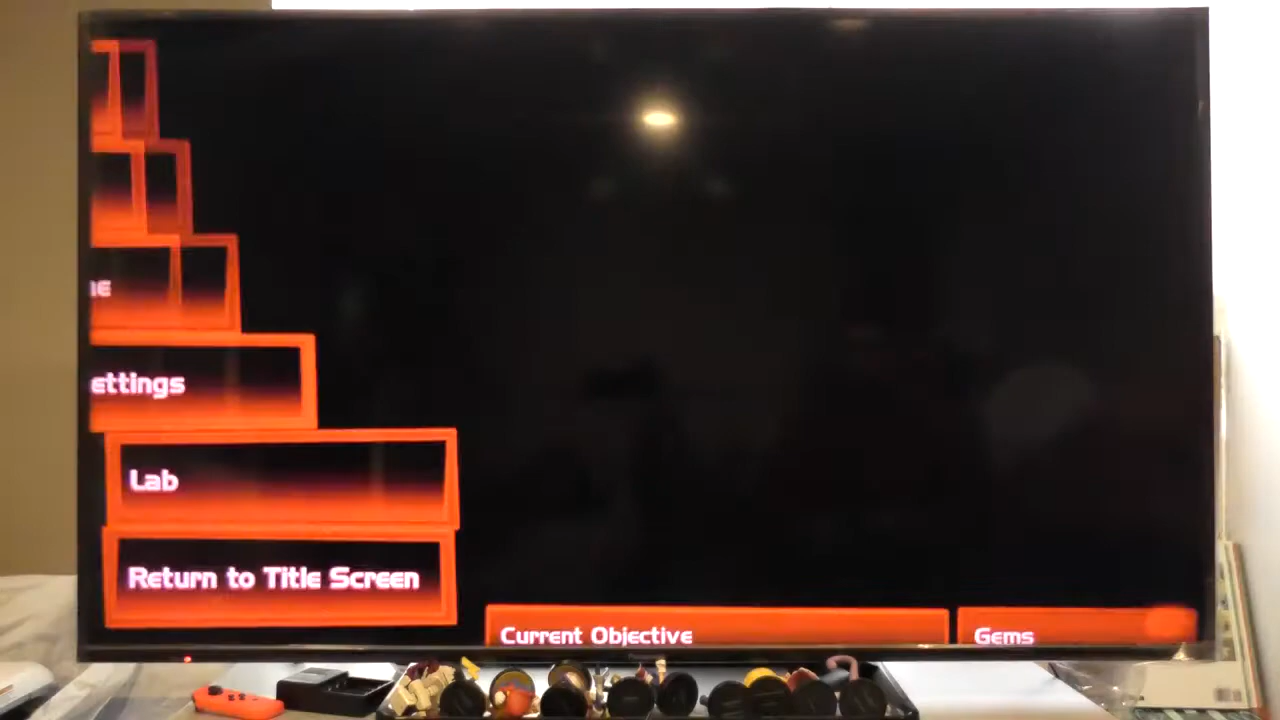 ettings
Lab
Return to Title Screen
Current Objective
Gems